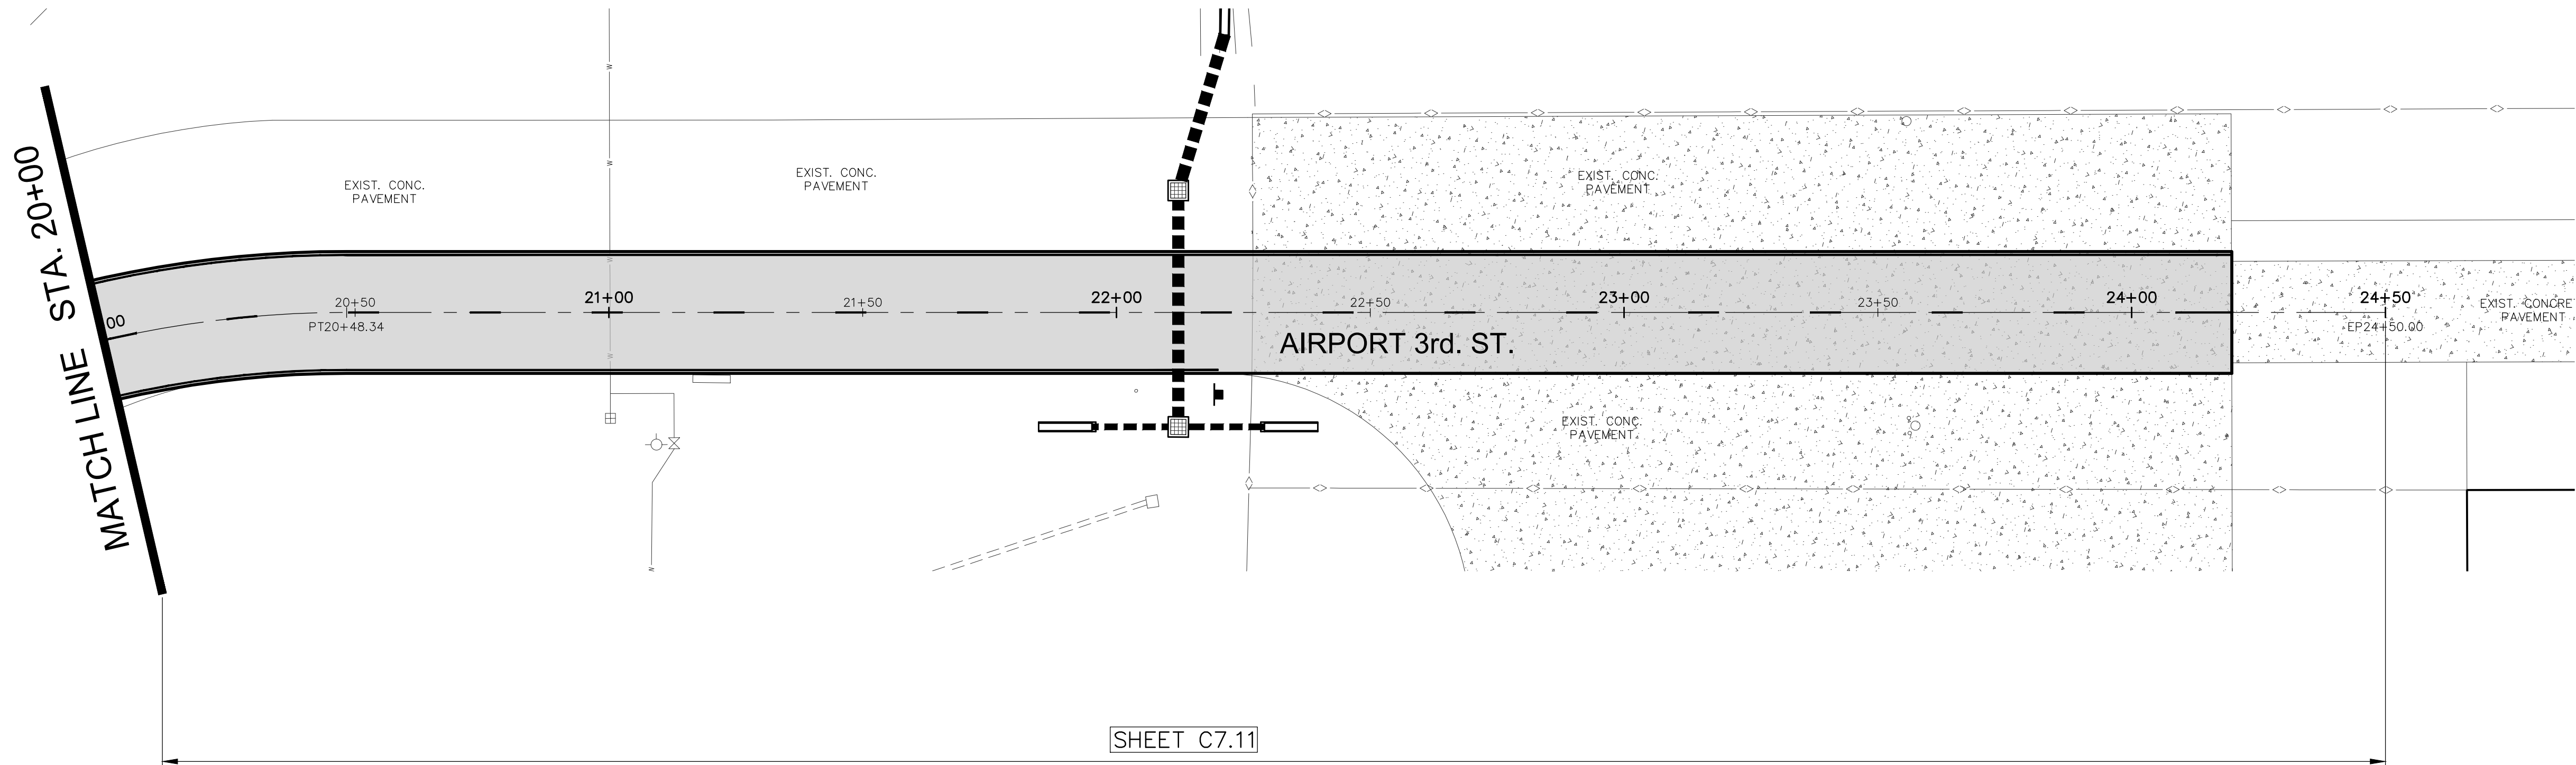 MATCH LINE STA. 20+00
EXIST. CONC.
PAVEMENT
EXIST. CONC.
PAVEMENT
EXIST. CONC.
PAVEMENT
W
W
W
W
00
20+50
PT20+48.34
21+00
21+50
22+00
22+50
23+00
23+50
24+00
24+50
EP24+50.00
EXIST. CONCRE
PAVEMENT
AIRPORT 3rd. ST.
EXIST. CONC.
PAVEMENT
SHEET C7.11